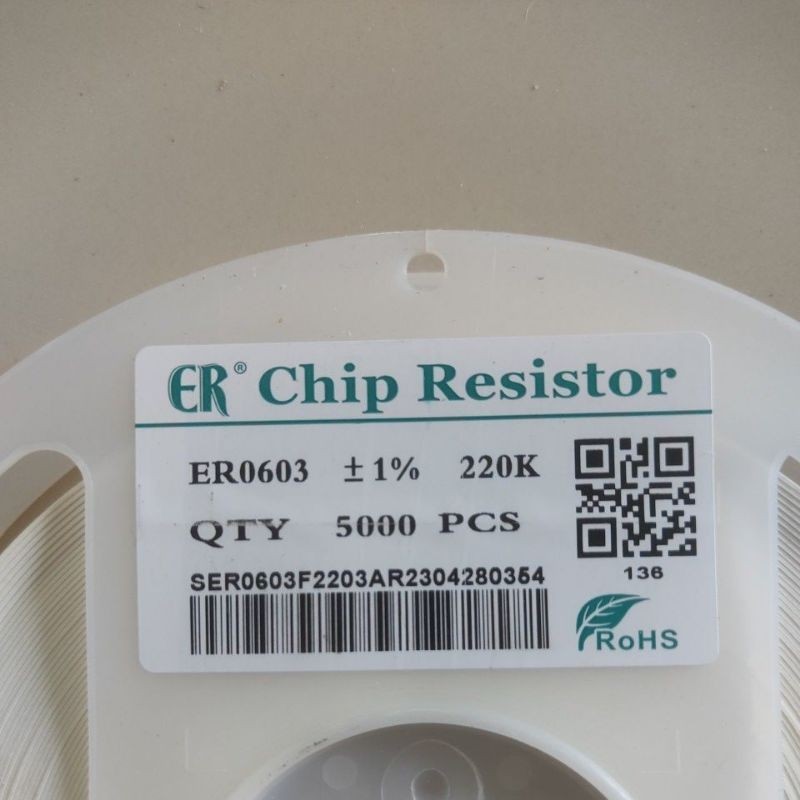 ER® Chip Resistor
ER0603 ±1% 220K
QTY 5000 PCS
SER0603F2203AR2304280354
136
RoHS